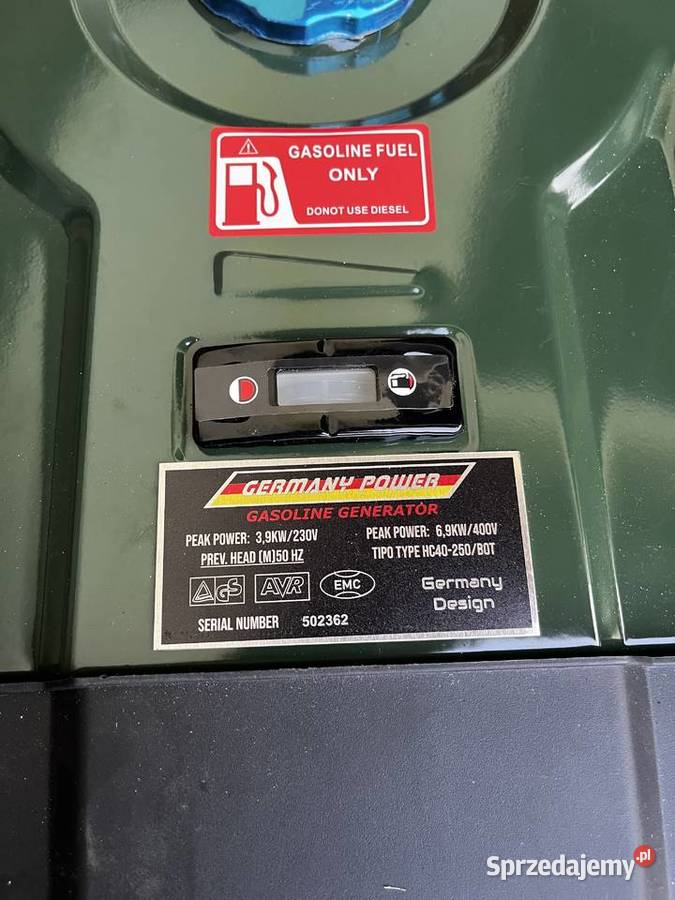 GASOLINE FUEL
ONLY
DONOT USE DIESEL
GERMANY POWER
GASOLINE GENERATOR
PEAK POWER: 3,9KW/230V
PREV. HEAD (M)50 HZ
PEAK POWER: 6,9KW/400V
TIPO TYPE HC40-250/BOT
GS
AVR
EMC
Germany
Design
SERIAL NUMBER 502362
Sprzedajemy.pl